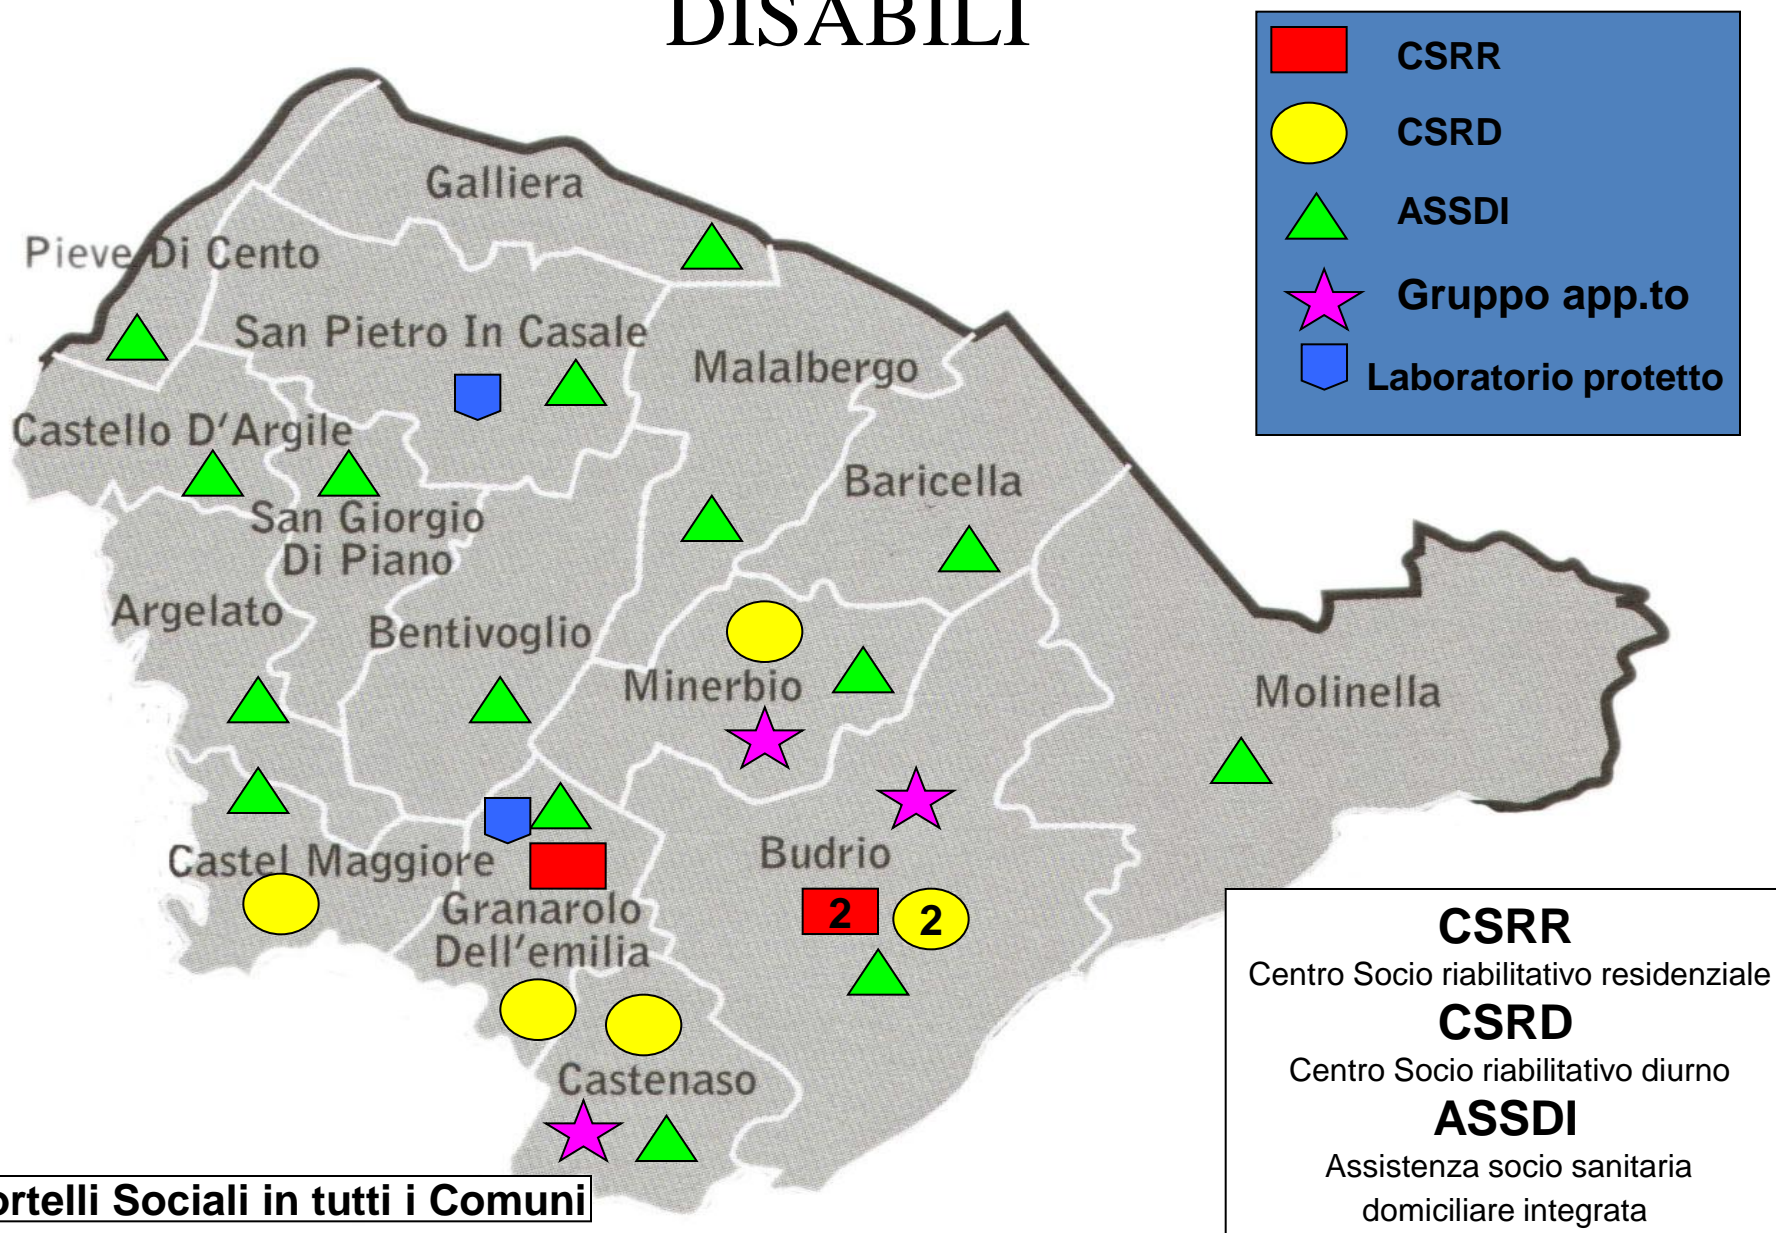 DISABILI
CSRR
CSRD
ASSDI
Gruppo app.to
Laboratorio protetto
Galliera
Pieve Di Cento
San Pietro In Casale
Malalbergo
Castello D'Argile
Baricella
San Giorgio
Di Piano
Argelato
Bentivoglio
Minerbio
Molinella
Castel Maggiore
Budrio
Granarolo
Dell'emilia
2
2
Castenaso
ortelli Sociali in tutti i Comuni
CSRR
Centro Socio riabilitativo residenziale
CSRD
Centro Socio riabilitativo diurno
ASSDI
Assistenza socio sanitaria
domiciliare integrata